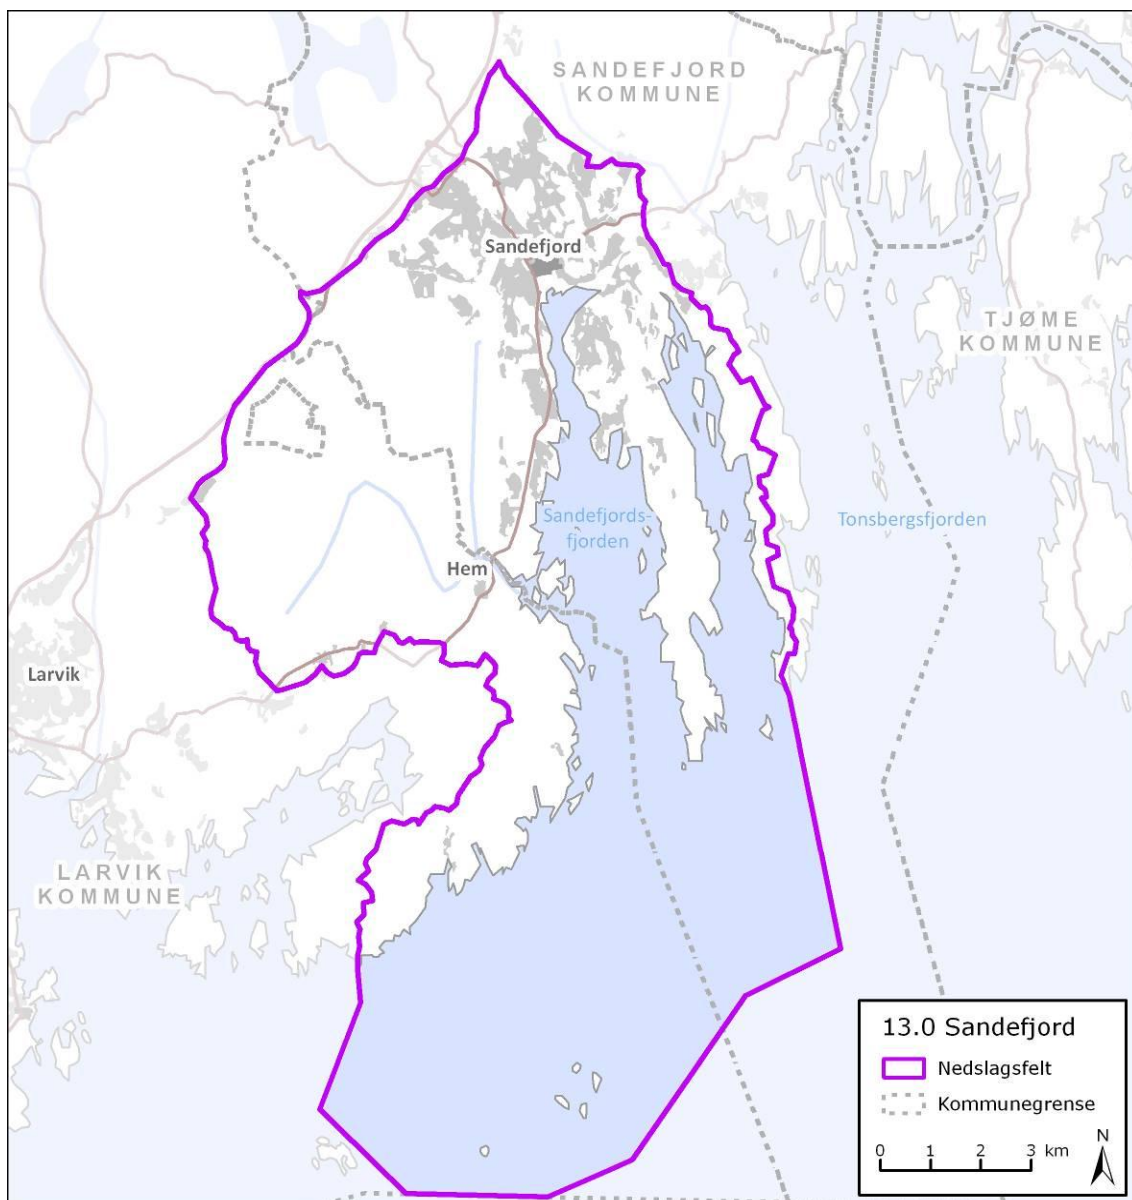 SANDEFJORD
KOMMUNE
Sandefjord
TJØME
KOMMUNE
Sandefjords-
fjorden
Tonsbergsfjorden
Hem
Larvik
LARVIK
KOMMUNE
13.0 Sandefjord
Nedslagsfelt
Kommunegrense
0 1 2 3 km
N